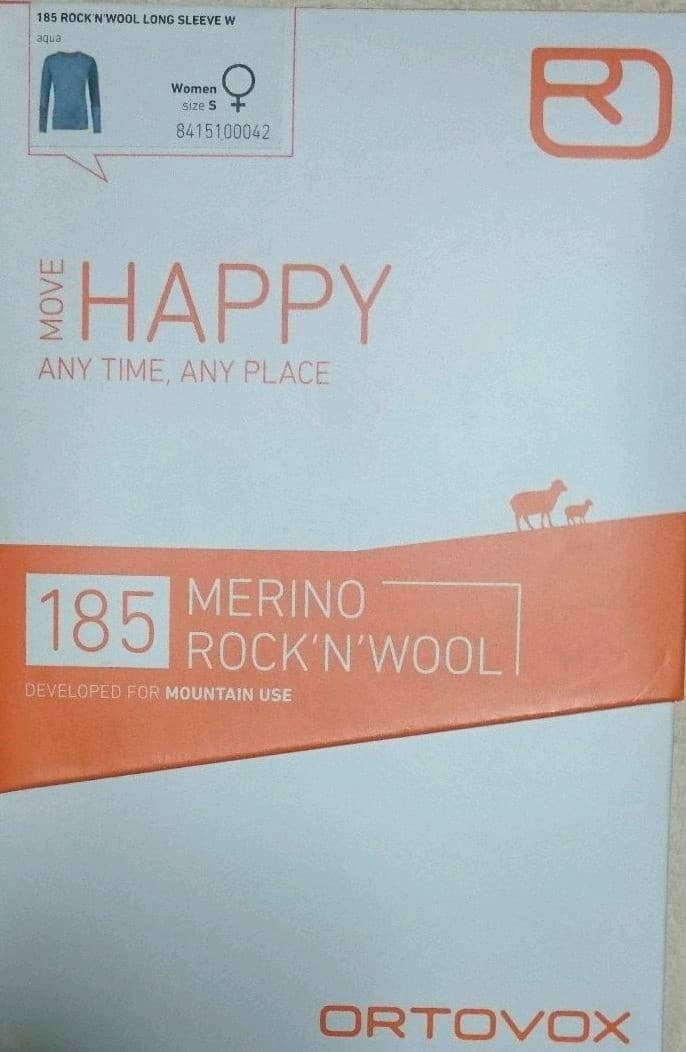 185 ROCK'N'WOOL LONG SLEEVE W
aqua
Women
size S
8415100042
MOVE
HAPPY
ANY TIME, ANY PLACE
185
MERINO
ROCK'N'WOOL
DEVELOPED FOR MOUNTAIN USE
ORTOVOX